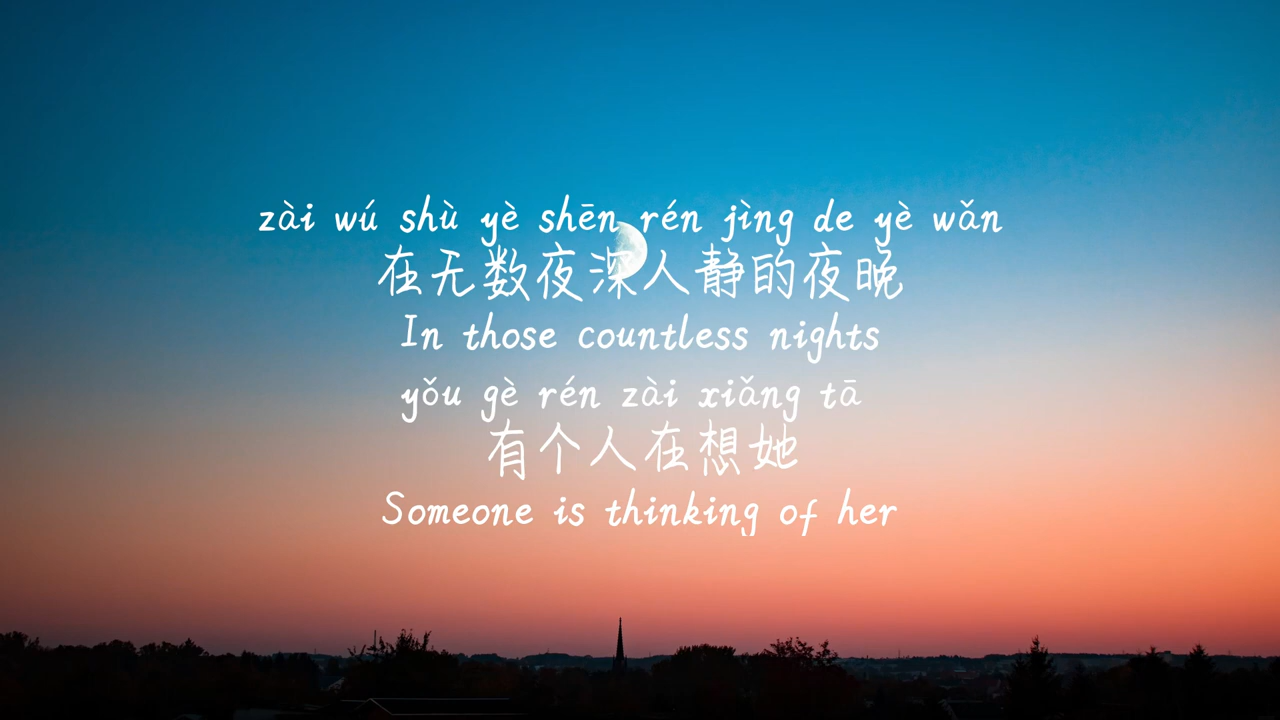 zài wú shù yè shēn rén jìng de yè wǎn
在无数夜深人静的夜晚
In those countless nights
yǒu gè rén zài xiǎng tā
有个人在想她
Someone is thinking of her